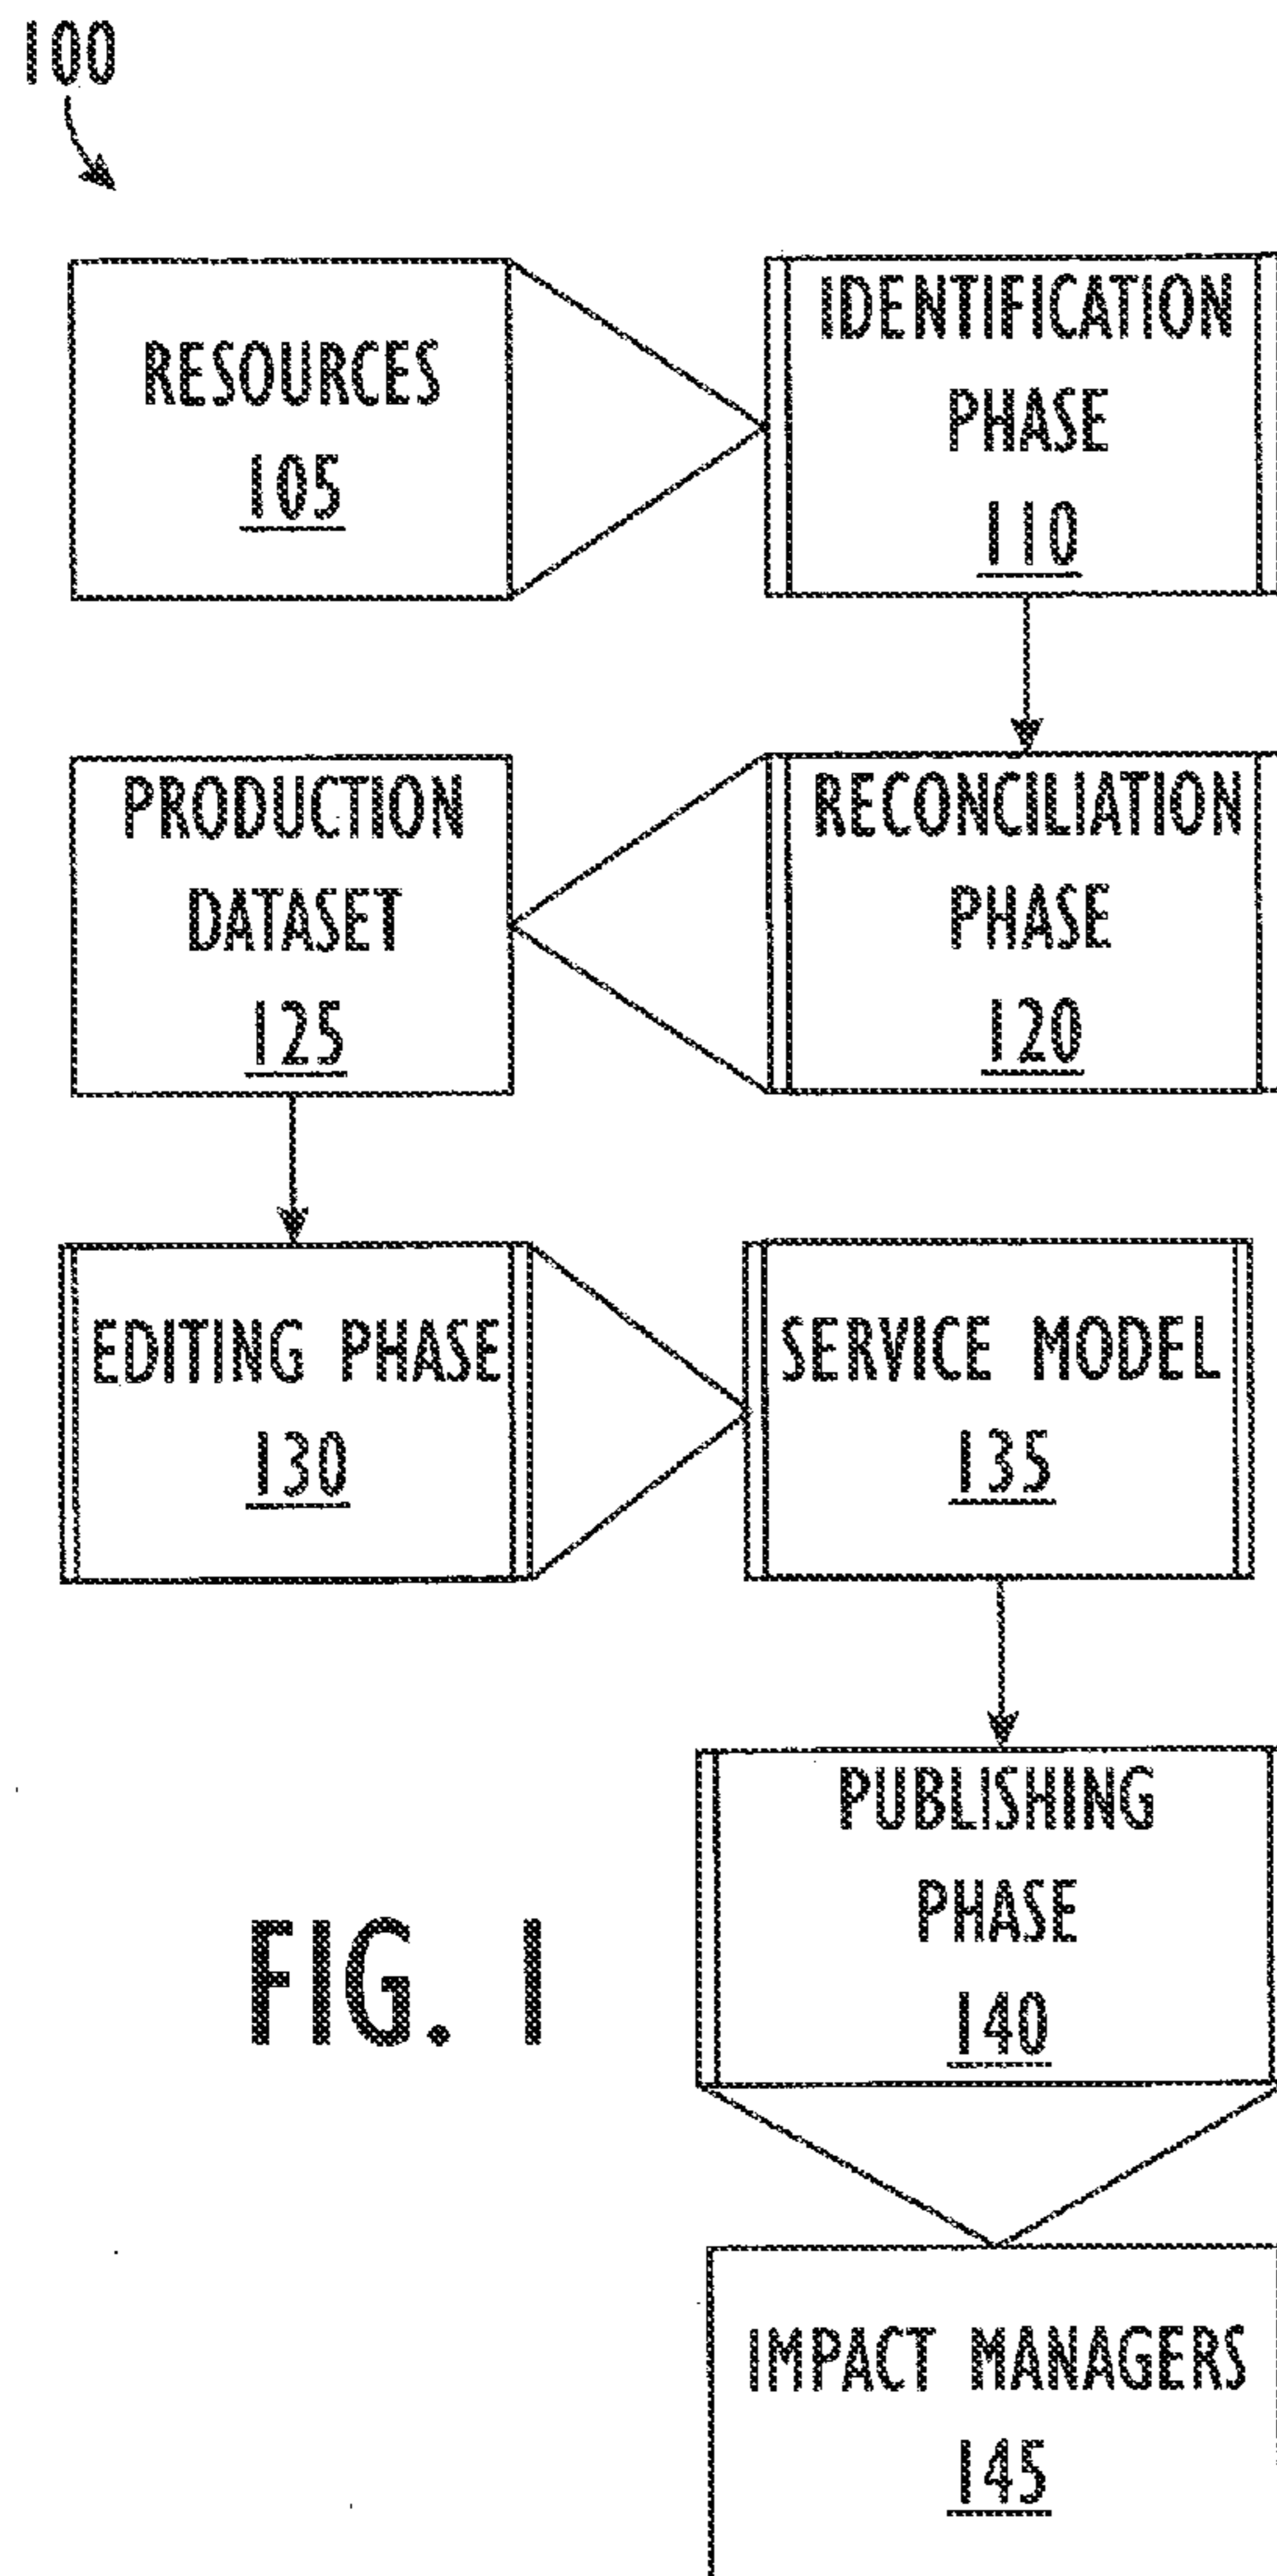 100
RESOURCES
105
IDENTIFICATION
PHASE
110
PRODUCTION
DATASET
125
RECONCILIATION
PHASE
120
EDITING PHASE
130
SERVICE MODEL
135
PUBLISHING
PHASE
140
FIG. 1
IMPACT MANAGERS
145